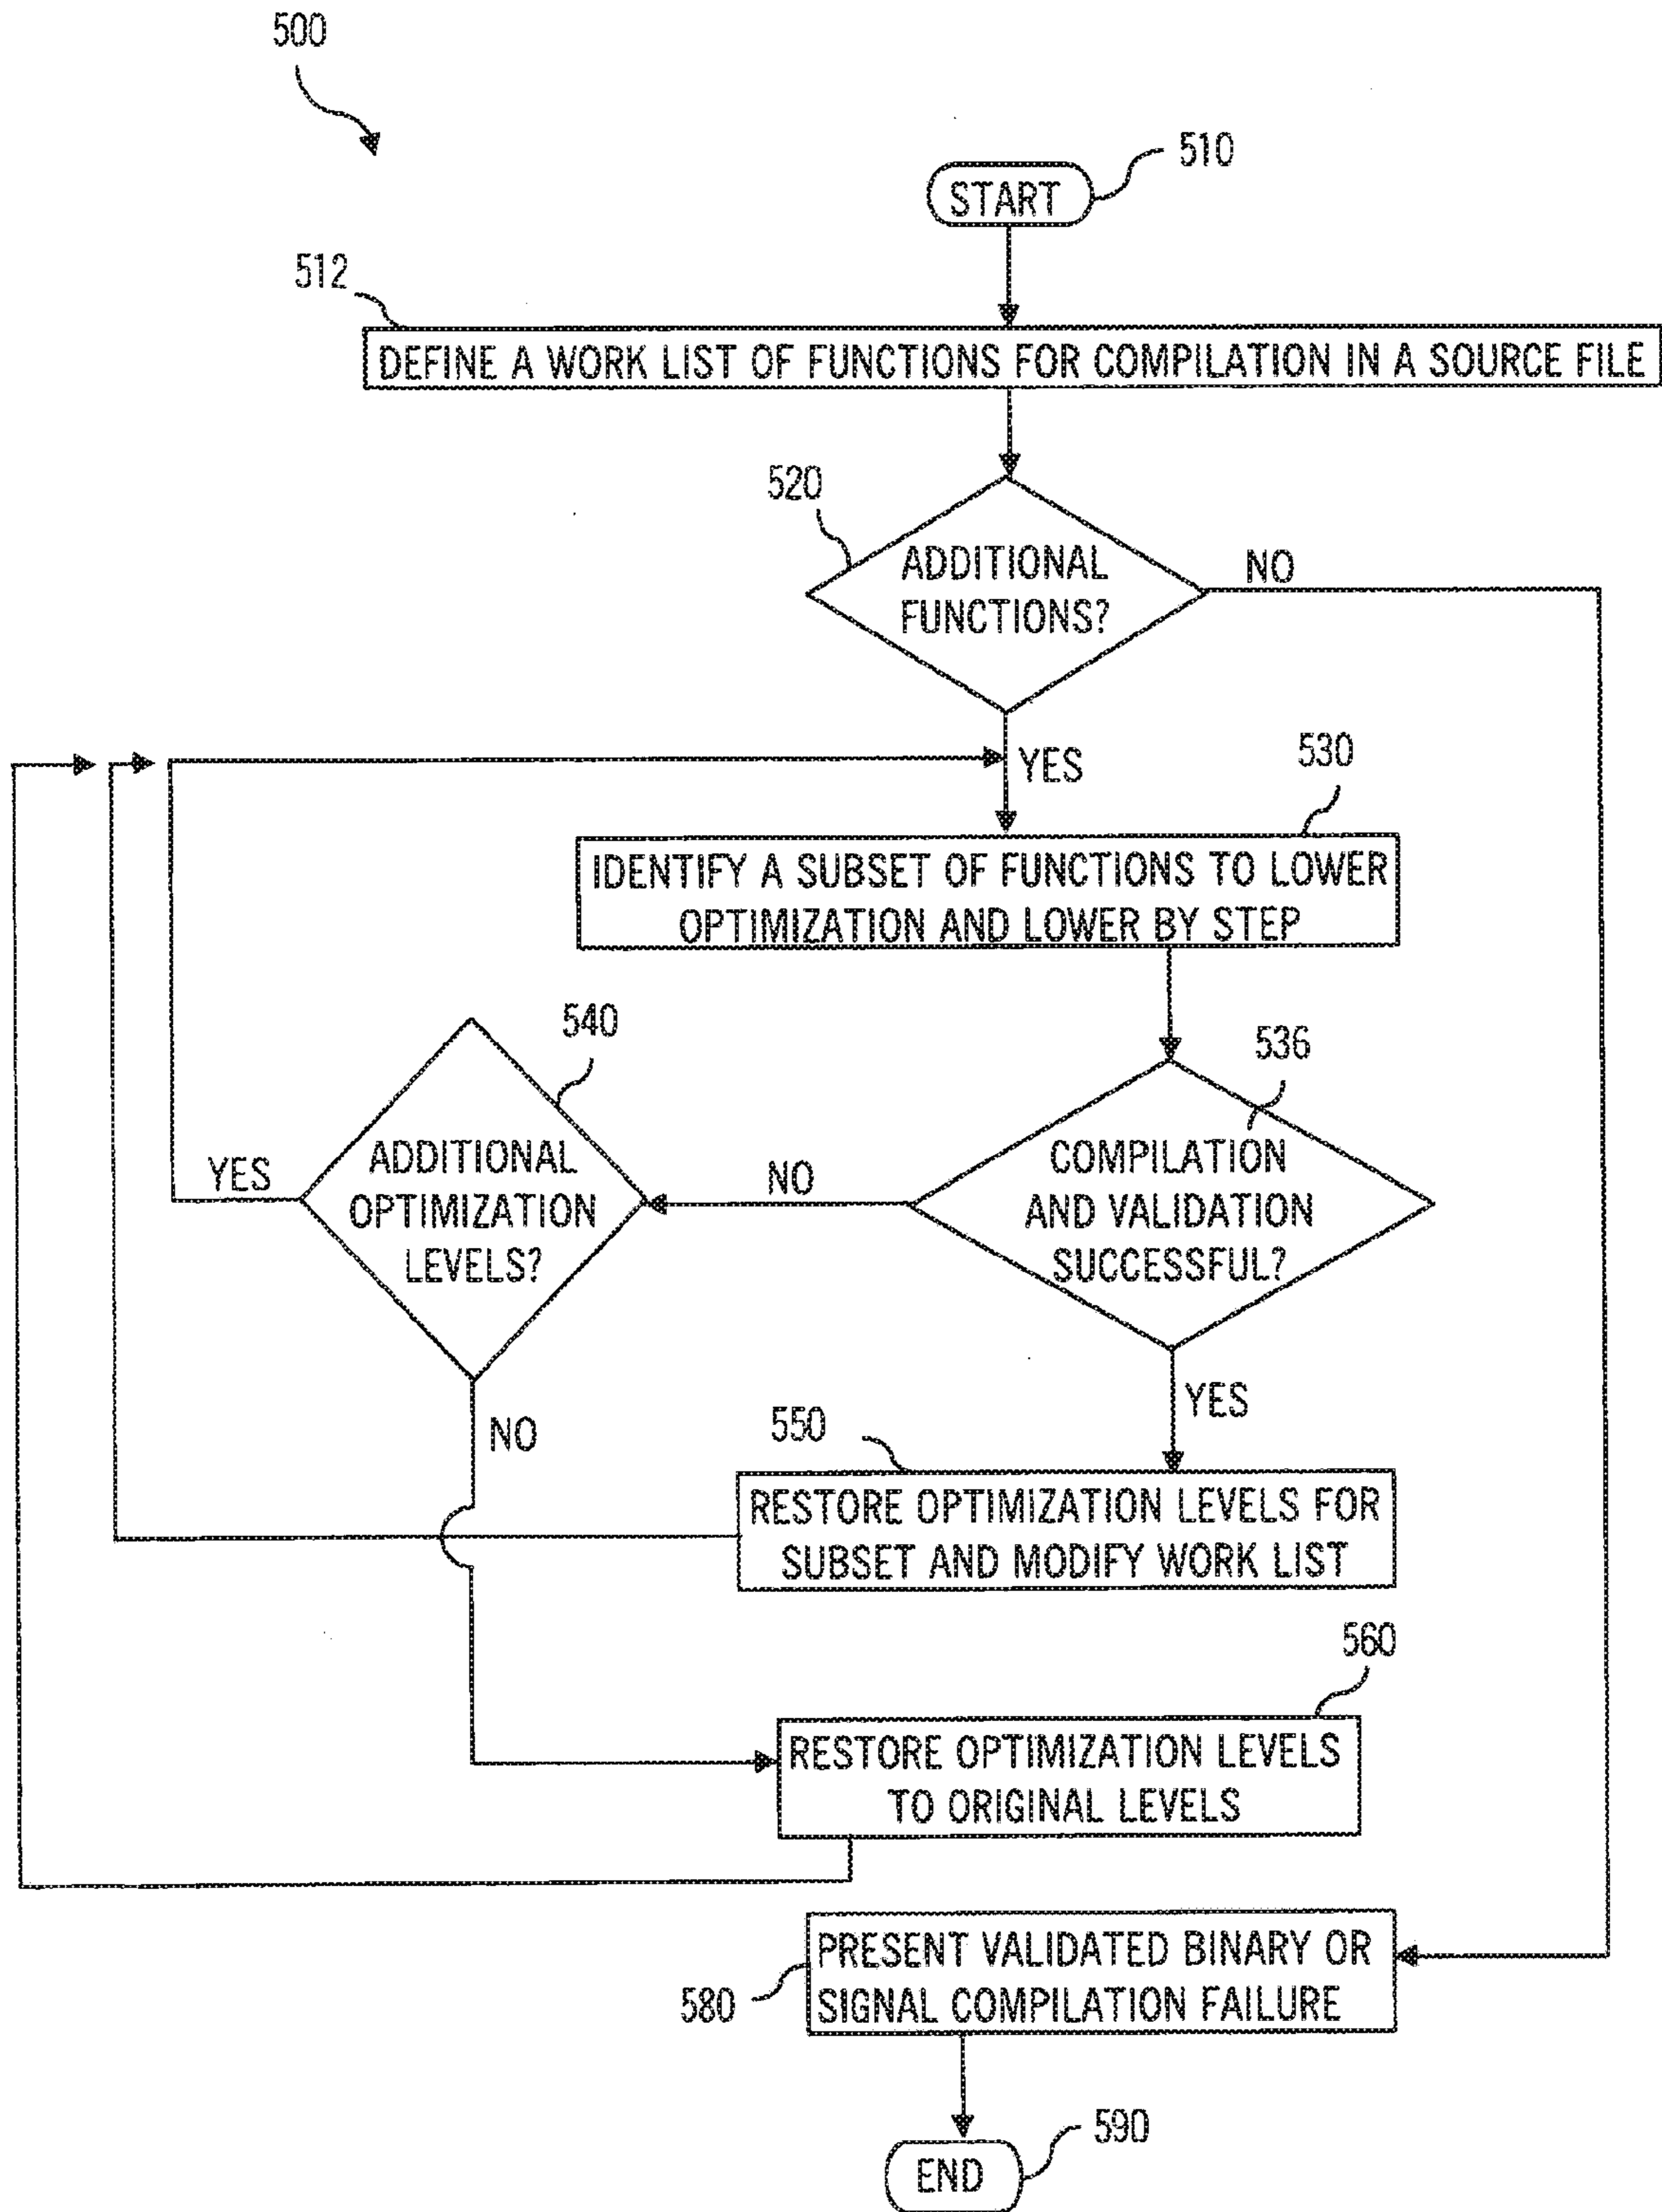 500
START
510
512
DEFINE A WORK LIST OF FUNCTIONS FOR COMPILATION IN A SOURCE FILE
520
ADDITIONAL
FUNCTIONS?
NO
YES
530
IDENTIFY A SUBSET OF FUNCTIONS TO LOWER
OPTIMIZATION AND LOWER BY STEP
540
536
ADDITIONAL
OPTIMIZATION
LEVELS?
YES
NO
COMPILATION
AND VALIDATION
SUCCESSFUL?
NO
YES
550
RESTORE OPTIMIZATION LEVELS FOR
SUBSET AND MODIFY WORK LIST
560
RESTORE OPTIMIZATION LEVELS
TO ORIGINAL LEVELS
580
PRESENT VALIDATED BINARY OR
SIGNAL COMPILATION FAILURE
590
END